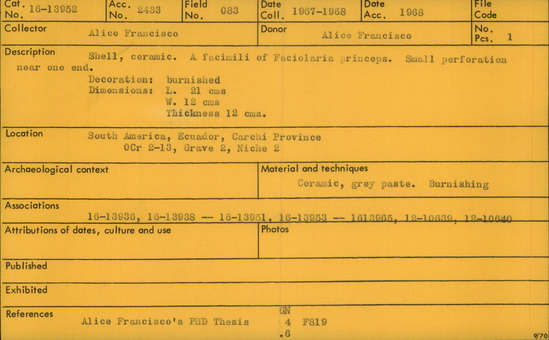 Cat. No. 16-13952 Acc. No. 2433 Field No. 083 Date Coll. 1967-1968 Date Acc. 1968 File Code
Collector Alice Francisco Donor Alice Francisco No. Pcs. 1
Description Shell, ceramic. A facimili of Faciolaria princeps. Small perforation
near one end.
Decoration: burnished
Dimensions: L. 21 cms
W. 12 cms
Thickness 12 cms.
Location South America, Ecuador, Carchi Province
OCr 2-13, Grave 2, Niche 2
Archaeological context Material and techniques
Ceramic, grey paste. Burnishing
Associations
16-13936, 16-13938 -- 16-13951, 16-13953 -- 1613965, 12-10639, 12-10640
Attributions of dates, culture and use Photos
Published
Exhibited
References Alice Francisco's PHD Thesis GN
4 F819
.6
9/70